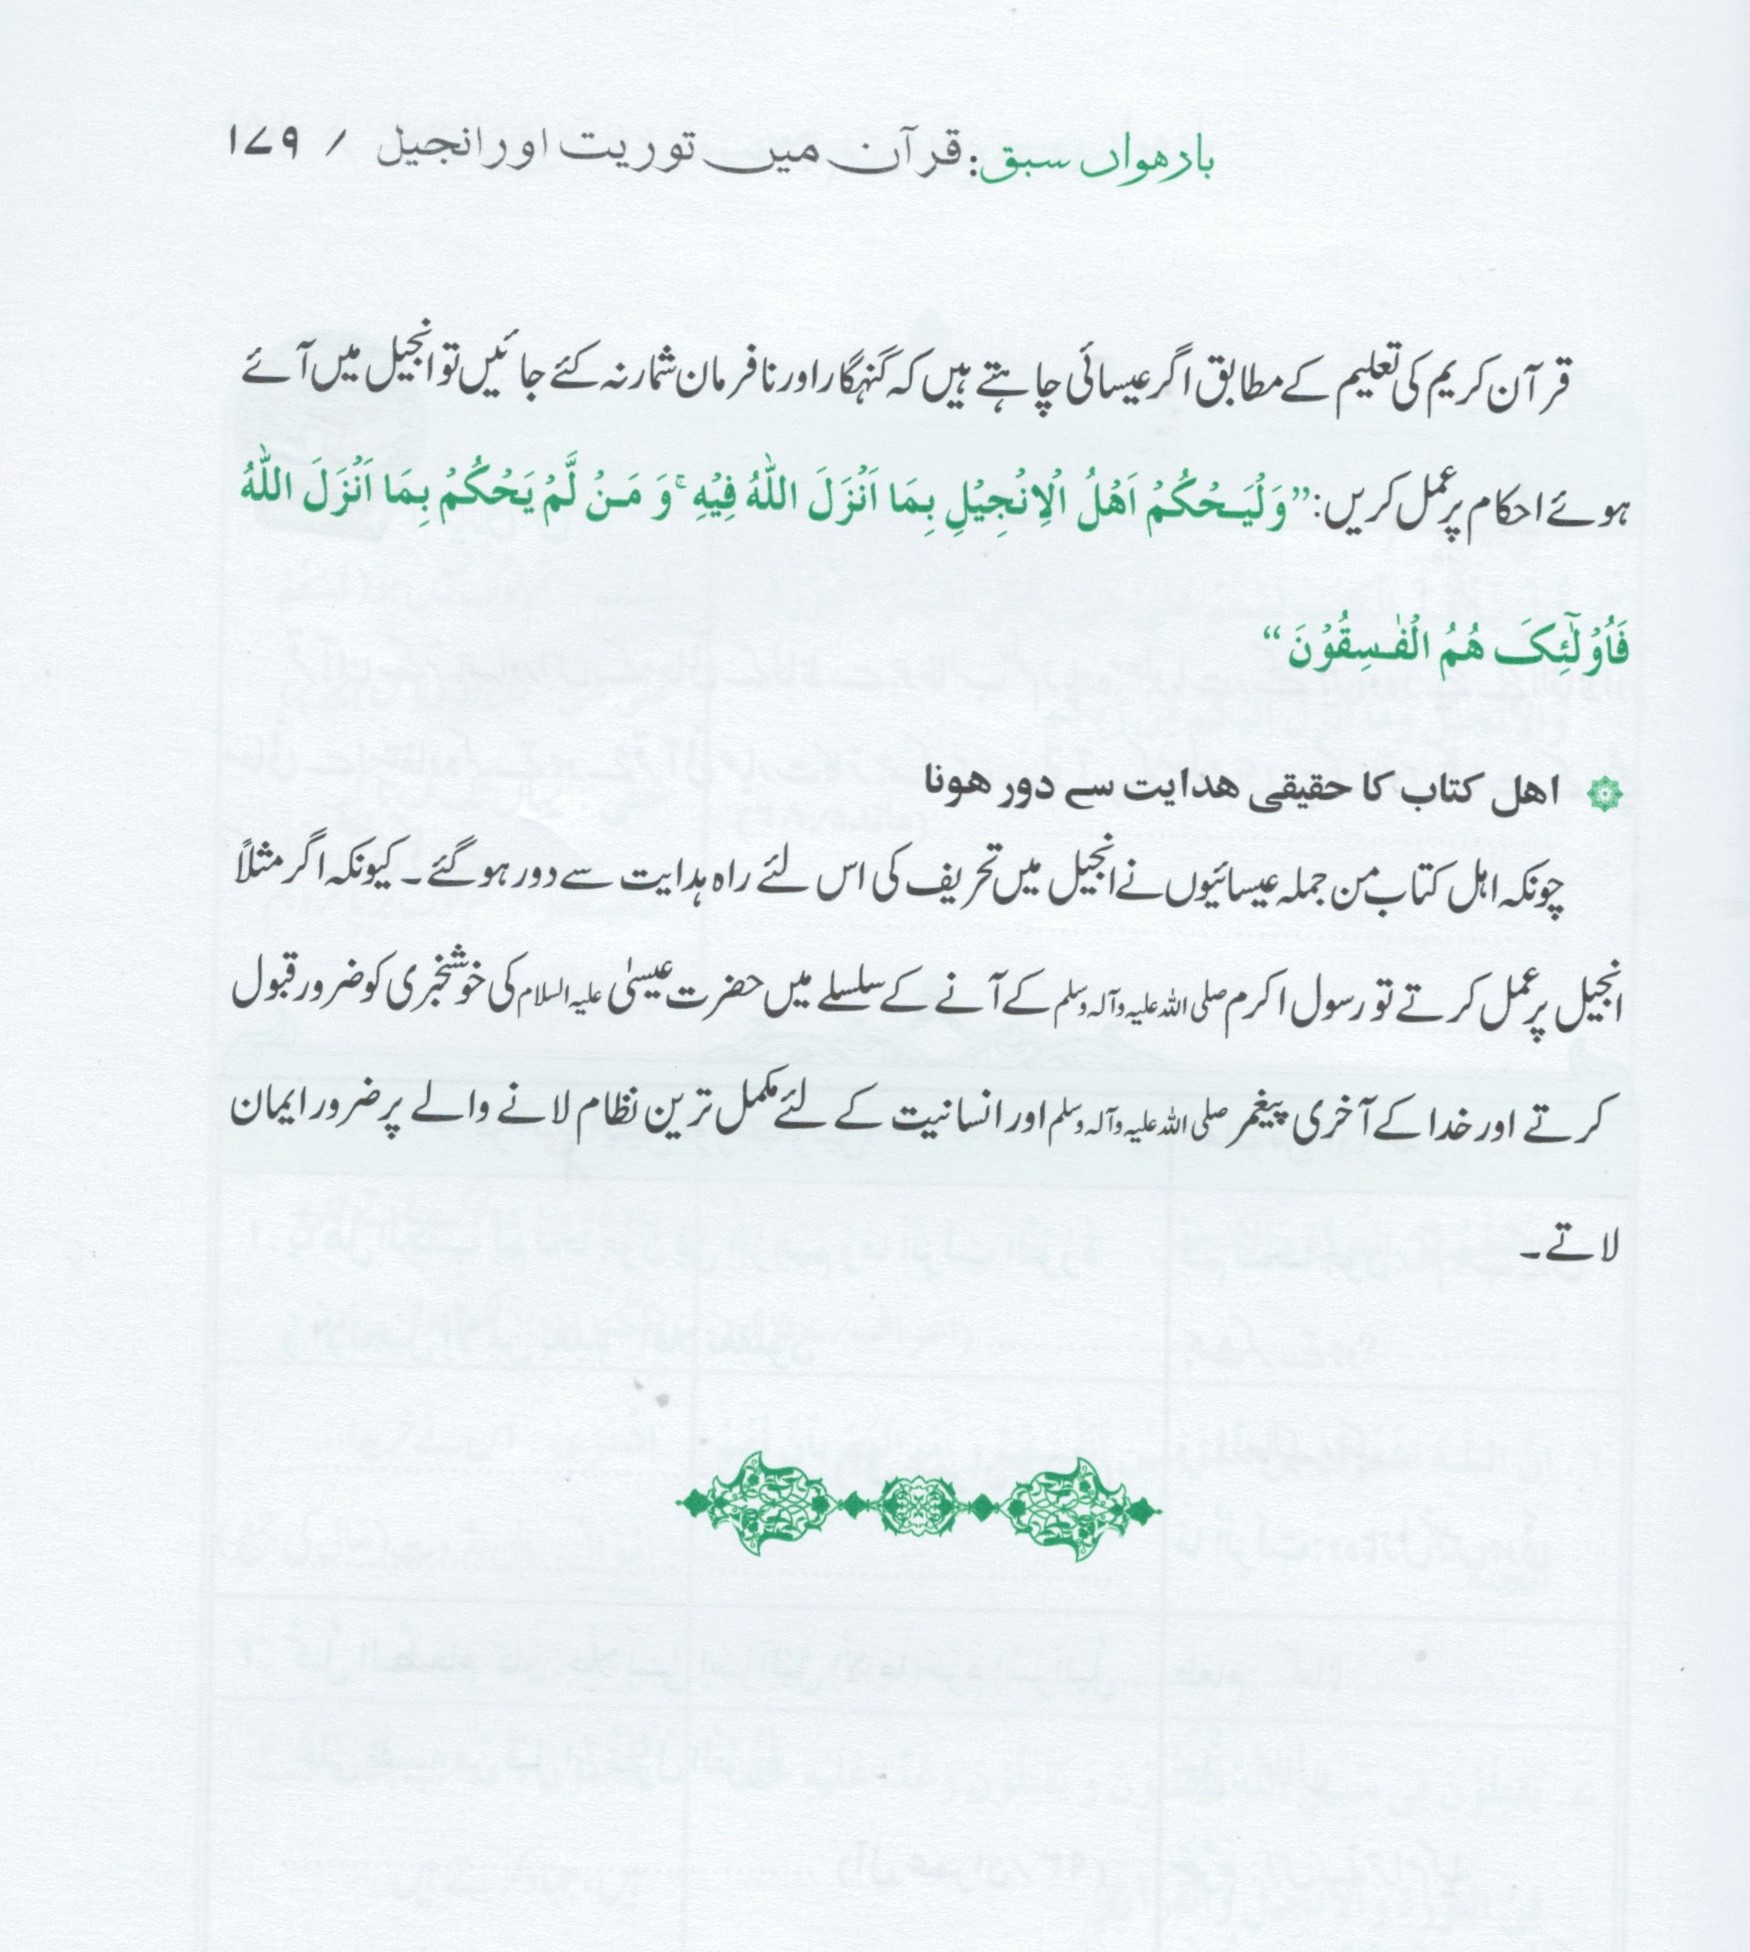 بارھواں سبق: قرآن میں توریت اور انجیل / ۱۷۹
قرآن کریم کی تعلیم کے مطابق اگر عیسائی چاہتے ہیں کہ گنہگار اور نافرمان شمار نہ کئے جائیں تو انجیل میں آئے
ہوئے احکام پر عمل کریں: ”وَلْیَحْکُمْ اَھْلُ الْاِنْجِیْلِ بِمَا اَنْزَلَ اللّٰہُ فِیْہِ ۚ وَ مَنْ لَّمْ یَحْکُمْ بِمَا اَنْزَلَ اللّٰہُ
فَاُوْلٰٓئِکَ ھُمُ الْفٰسِقُوْنَ“
اھل کتاب کا حقیقی ھدایت سے دور ھونا
چونکہ اہل کتاب من جملہ عیسائیوں نے انجیل میں تحریف کی اس لئے راہ ہدایت سے دور ہو گئے۔ کیونکہ اگر مثلاً
انجیل پر عمل کرتے تو رسول اکرم صلی اللہ علیہ وآلہ وسلم کے آنے کے سلسلے میں حضرت عیسیٰ علیہ السلام کی خوشخبری کو ضرور قبول
کرتے اور خدا کے آخری پیغمبر صلی اللہ علیہ وآلہ وسلم اور انسانیت کے لئے مکمل ترین نظام لانے والے پر ضرور ایمان
لاتے۔